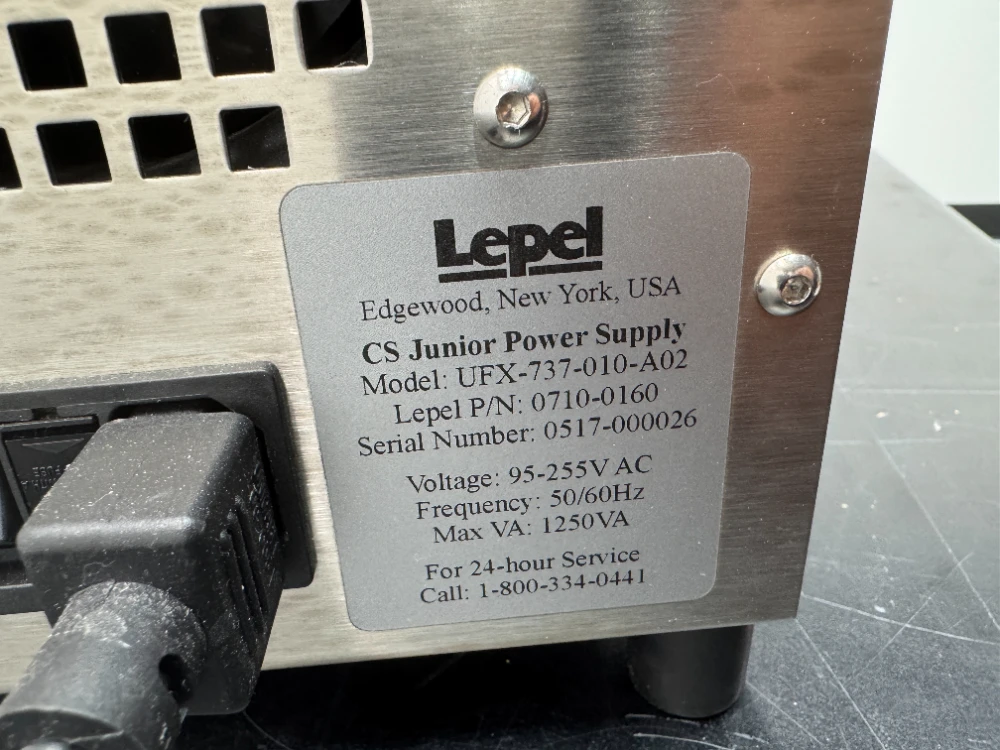 Lepel
Edgewood, New York, USA
CS Junior Power Supply
Model: UFX-737-010-A02
Lepel P/N: 0710-0160
Serial Number: 0517-000026
Voltage: 95-255V AC
Frequency: 50/60Hz
Max VA: 1250VA
For 24-hour Service
Call: 1-800-334-0441
FUSE